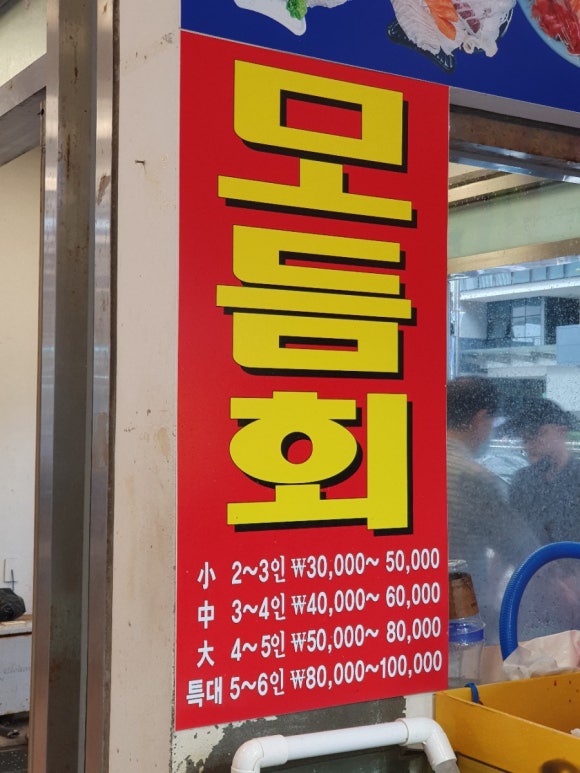 모듬회
小 2~3인 ₩30,000~ 50,000
中 3~4인 ₩40,000~ 60,000
大 4~5인 ₩50,000~ 80,000
특대 5~6인 ₩80,000~100,000